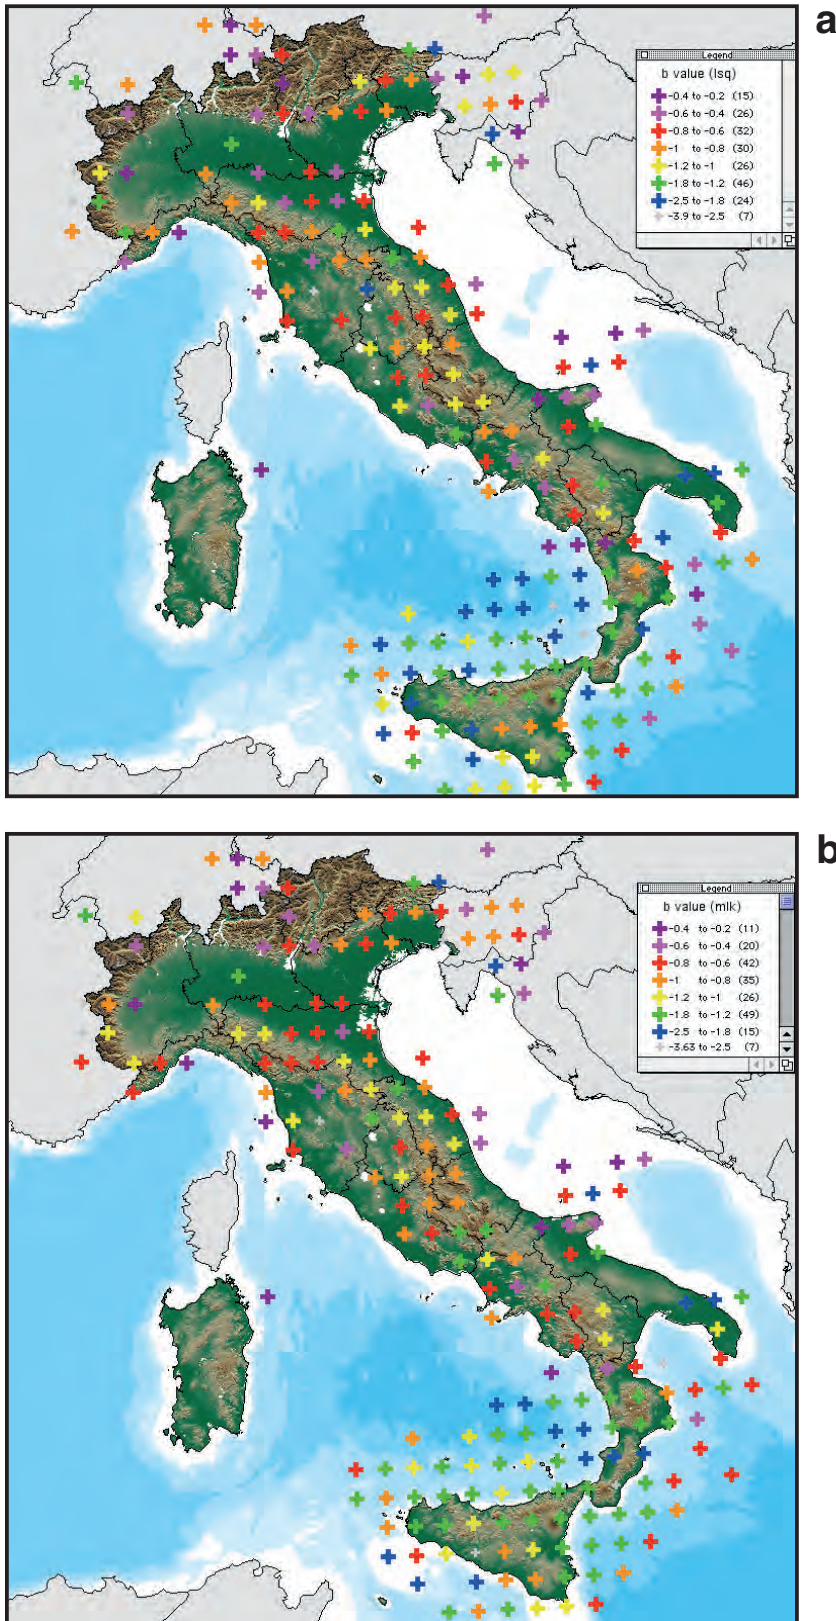 a
Legend
b value (lsq)
-0.4 to -0.2 (15)
-0.6 to -0.4 (26)
-0.8 to -0.6 (32)
-1 to -0.8 (30)
-1.2 to -1 (26)
-1.8 to -1.2 (46)
-2.5 to -1.8 (24)
-3.9 to -2.5 (7)
b
Legend
b value (mlk)
-0.4 to -0.2 (11)
-0.6 to -0.4 (20)
-0.8 to -0.6 (42)
-1 to -0.8 (35)
-1.2 to -1 (26)
-1.8 to -1.2 (49)
-2.5 to -1.8 (15)
-3.63 to -2.5 (7)